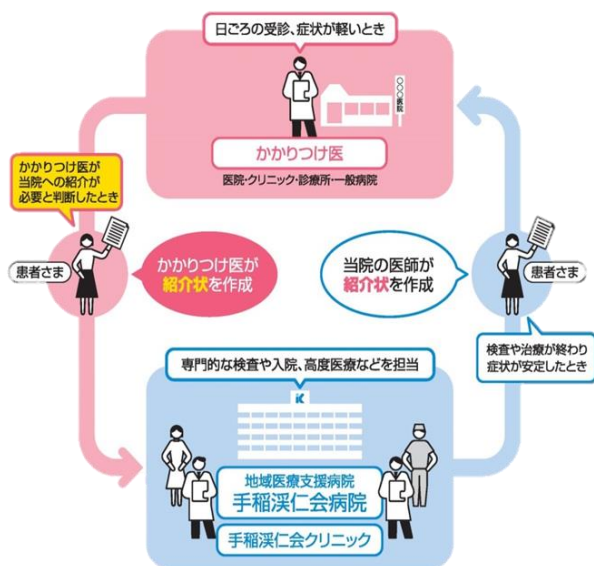 日ごろの受診、症状が軽いとき
○○○医院
かかりつけ医
医院・クリニック・診療所・一般病院
かかりつけ医が
当院への紹介が
必要と判断したとき
患者さま
かかりつけ医が
紹介状を作成
当院の医師が
紹介状を作成
患者さま
検査や治療が終わり
症状が安定したとき
専門的な検査や入院、高度医療などを担当
K
地域医療支援病院
手稲渓仁会病院
手稲渓仁会クリニック